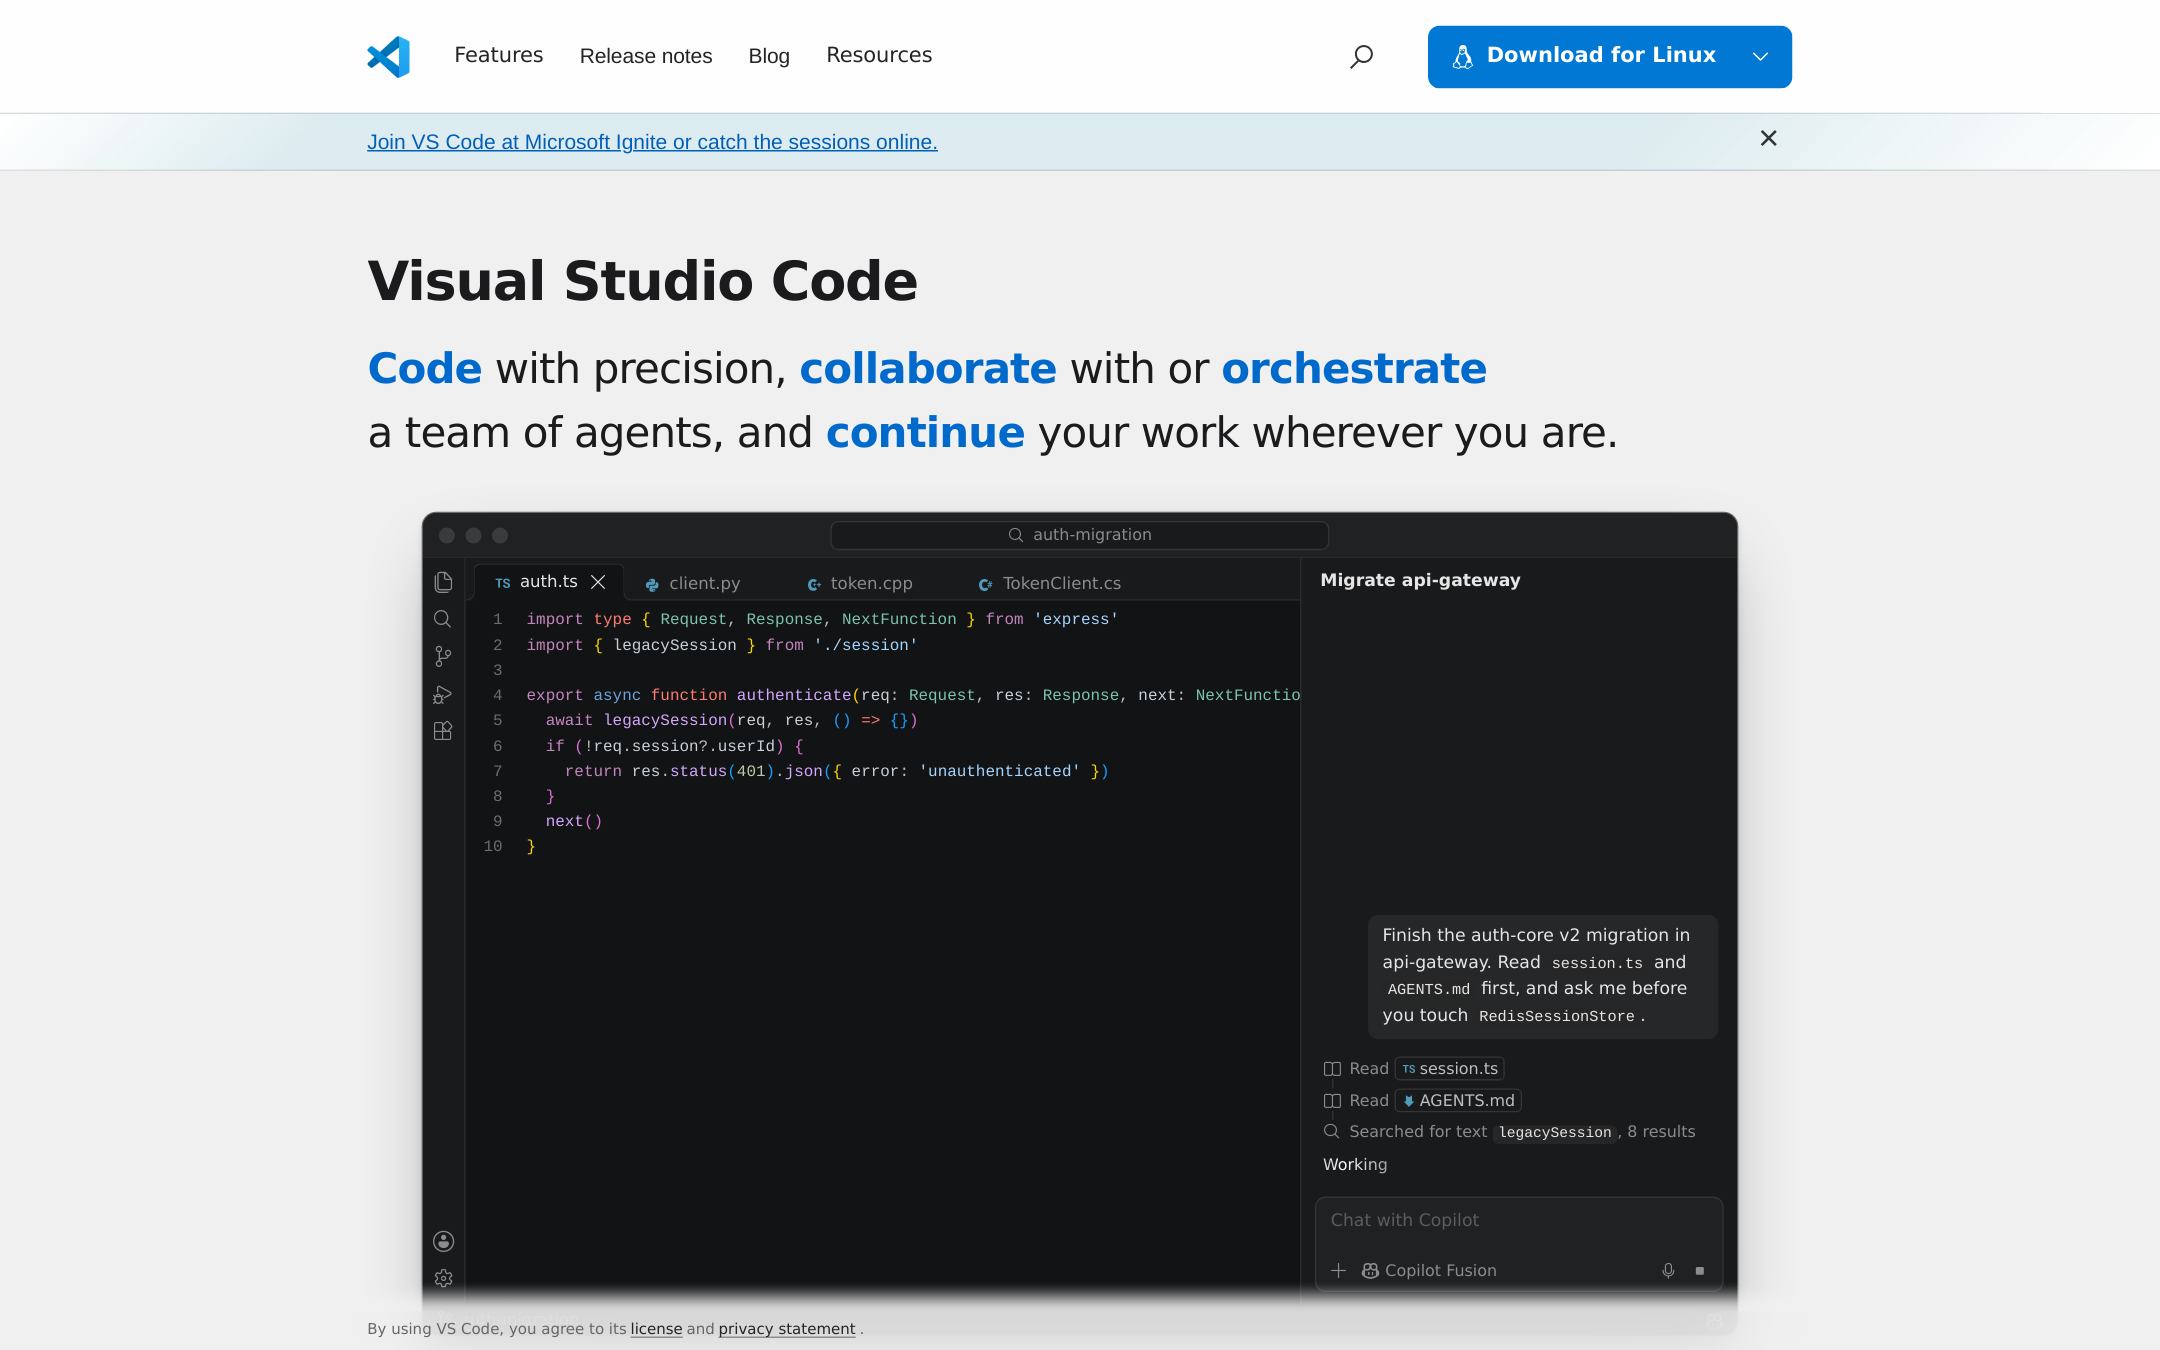 Features Release notes Blog Resources
Download for Linux
Join VS Code at Microsoft Ignite or catch the sessions online.
Visual Studio Code
Code with precision, collaborate with or orchestrate
a team of agents, and continue your work wherever you are.
auth-migration
TS auth.ts client.py token.cpp TokenClient.cs
1 import type { Request, Response, NextFunction } from 'express'
2 import { legacySession } from './session'
3
4 export async function authenticate(req: Request, res: Response, next: NextFunctio
5 await legacySession(req, res, () => {})
6 if (!req.session?.userId) {
7 return res.status(401).json({ error: 'unauthenticated' })
8 }
9 next()
10 }
Migrate api-gateway
Finish the auth-core v2 migration in
api-gateway. Read session.ts and
AGENTS.md first, and ask me before
you touch RedisSessionStore.
Read TS session.ts
Read AGENTS.md
Searched for text legacySession, 8 results
Working
Chat with Copilot
Copilot Fusion
By using VS Code, you agree to its license and privacy statement .